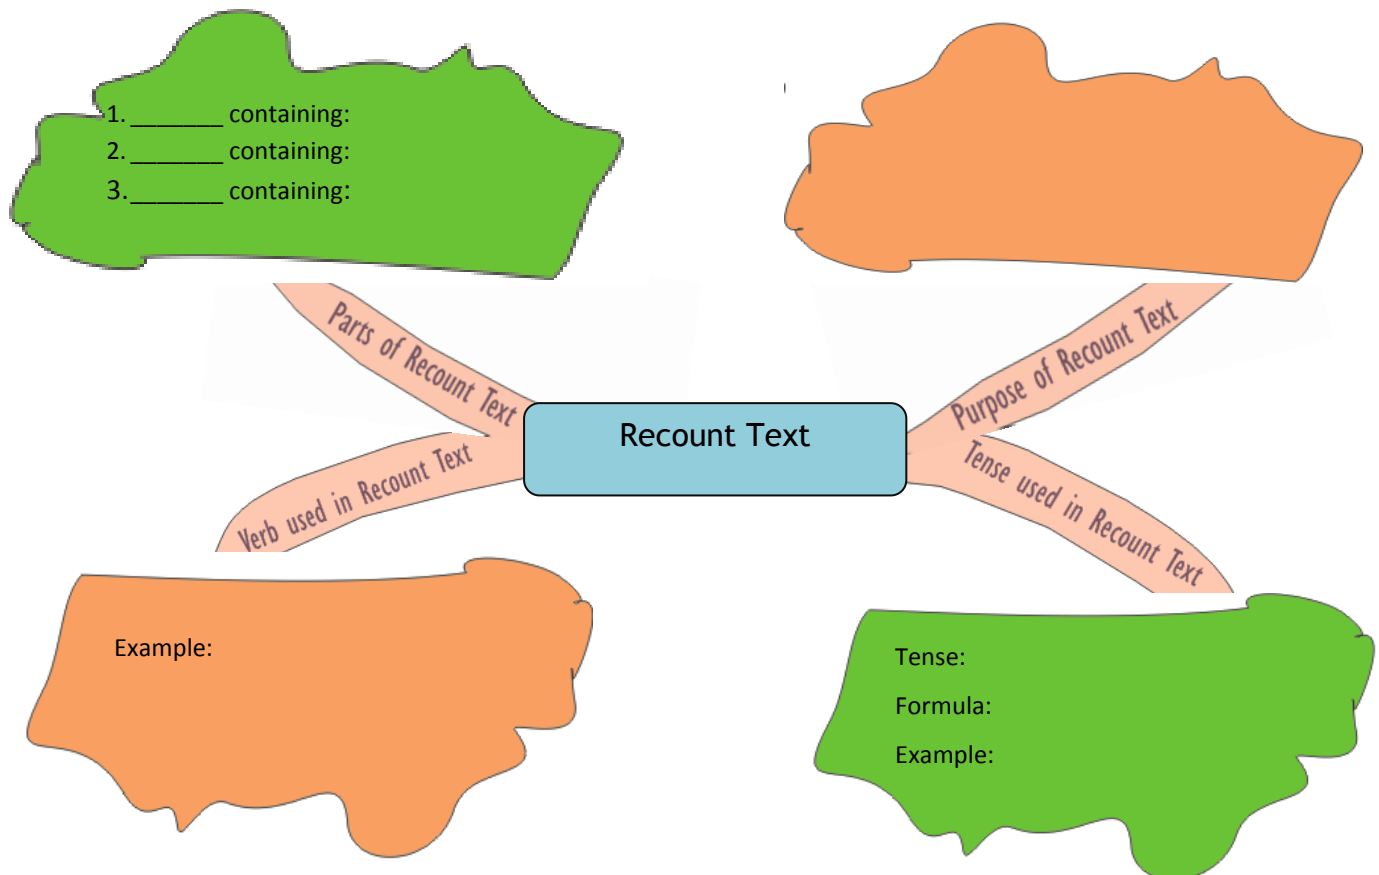 1. _______ containing:
2. _______ containing:
3. _______ containing:
Parts of Recount Text
Purpose of Recount Text
Recount Text
Verb used in Recount Text
Tense used in Recount Text
Example:
Tense:
Formula:
Example: